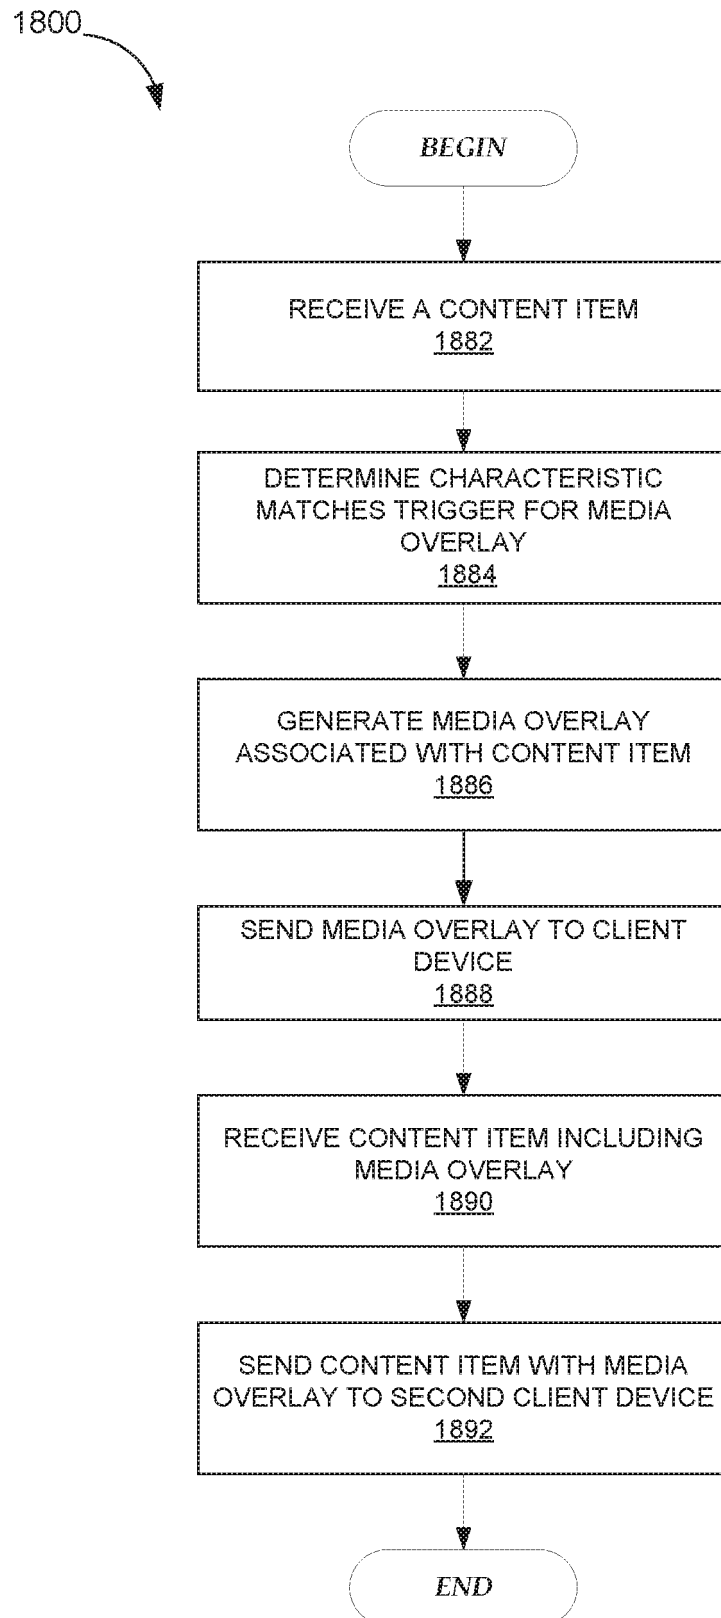 1800
BEGIN
RECEIVE A CONTENT ITEM
1882
DETERMINE CHARACTERISTIC
MATCHES TRIGGER FOR MEDIA
OVERLAY
1884
GENERATE MEDIA OVERLAY
ASSOCIATED WITH CONTENT ITEM
1886
SEND MEDIA OVERLAY TO CLIENT
DEVICE
1888
RECEIVE CONTENT ITEM INCLUDING
MEDIA OVERLAY
1890
SEND CONTENT ITEM WITH MEDIA
OVERLAY TO SECOND CLIENT DEVICE
1892
END